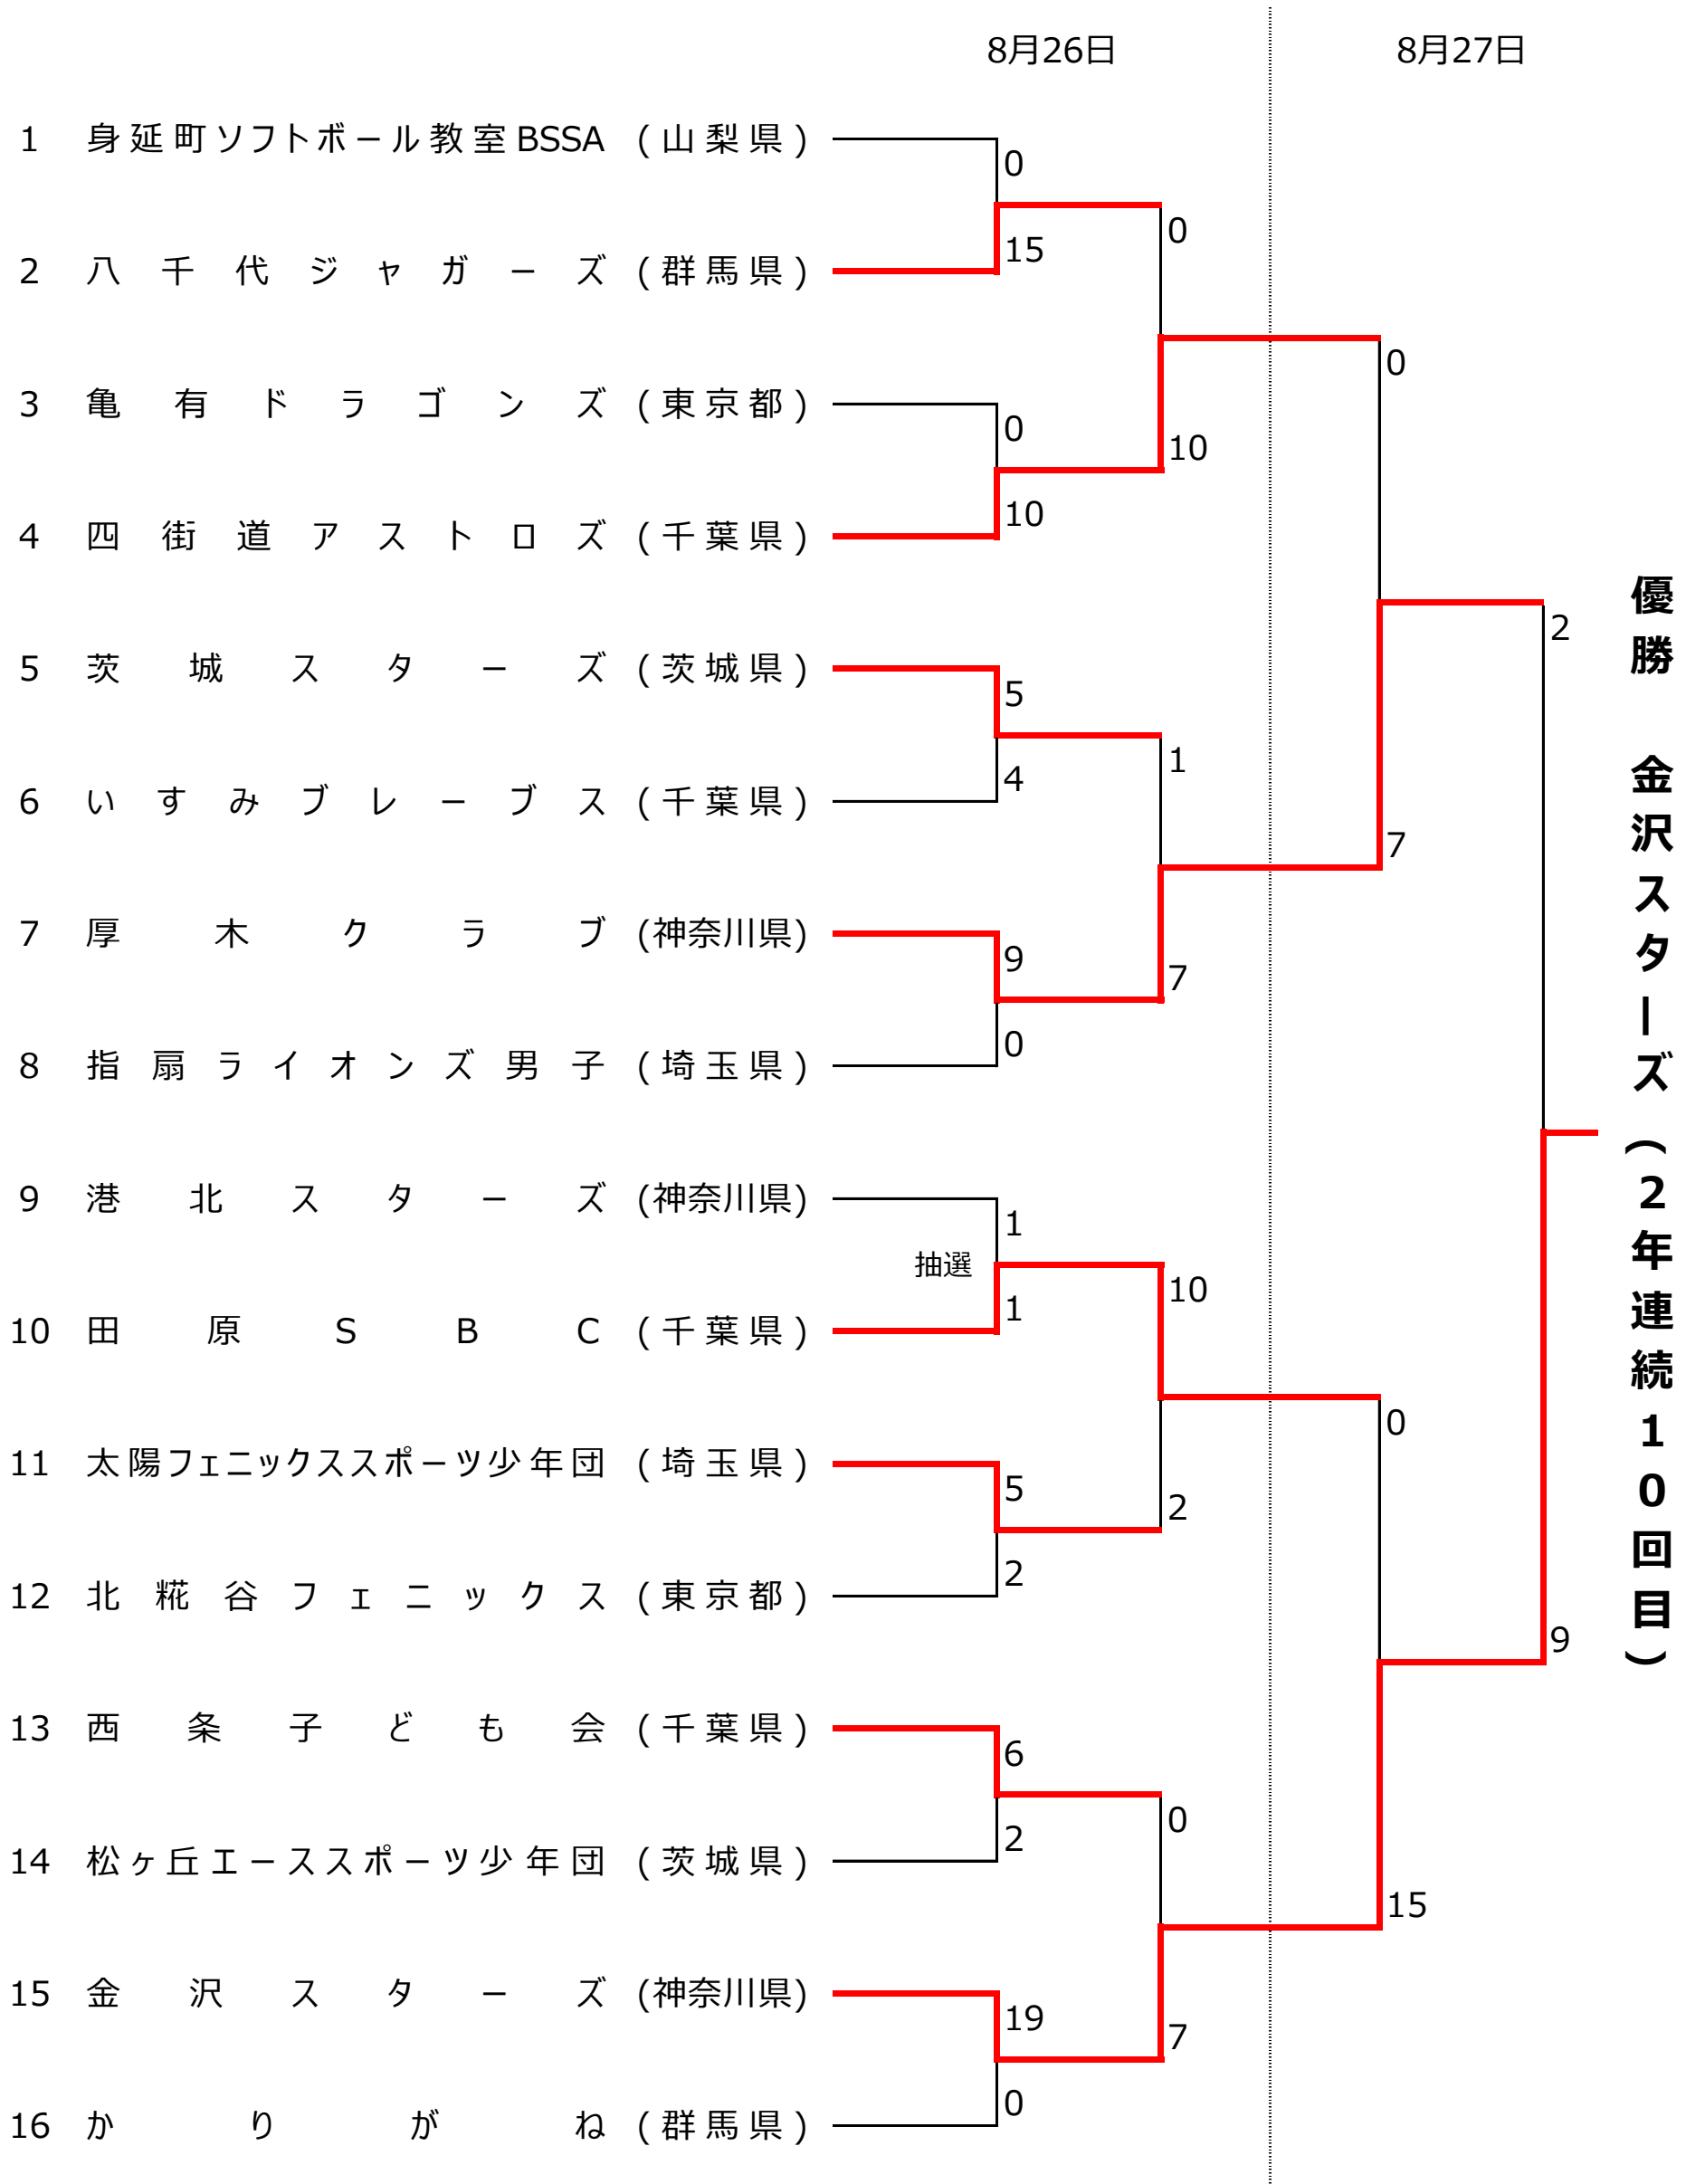 8月26日 8月27日
1 身延町ソフトボール教室BSSA (山梨県)
0
0
15
2 八千代ジャガーズ (群馬県)
0
3 亀有ドラゴンズ (東京都)
0
10
10
4 四街道アストロズ (千葉県)
2
5 茨城スターズ (茨城県)
5
1
4
6 いすみブレーブス (千葉県)
7
7 厚木クラブ (神奈川県)
9
7
0
8 指扇ライオンズ男子 (埼玉県)
9 港北スターズ (神奈川県)
1
抽選
10
1
10 田原SBC (千葉県)
0
11 太陽フェニックススポーツ少年団 (埼玉県)
5
2
2
12 北糀谷フェニックス (東京都)
9
13 西条子ども会 (千葉県)
6
0
2
14 松ヶ丘エーススポーツ少年団 (茨城県)
15
15 金沢スターズ (神奈川県)
19
7
0
16 かりがね (群馬県)
優勝 金沢スターズ(2年連続10回目)